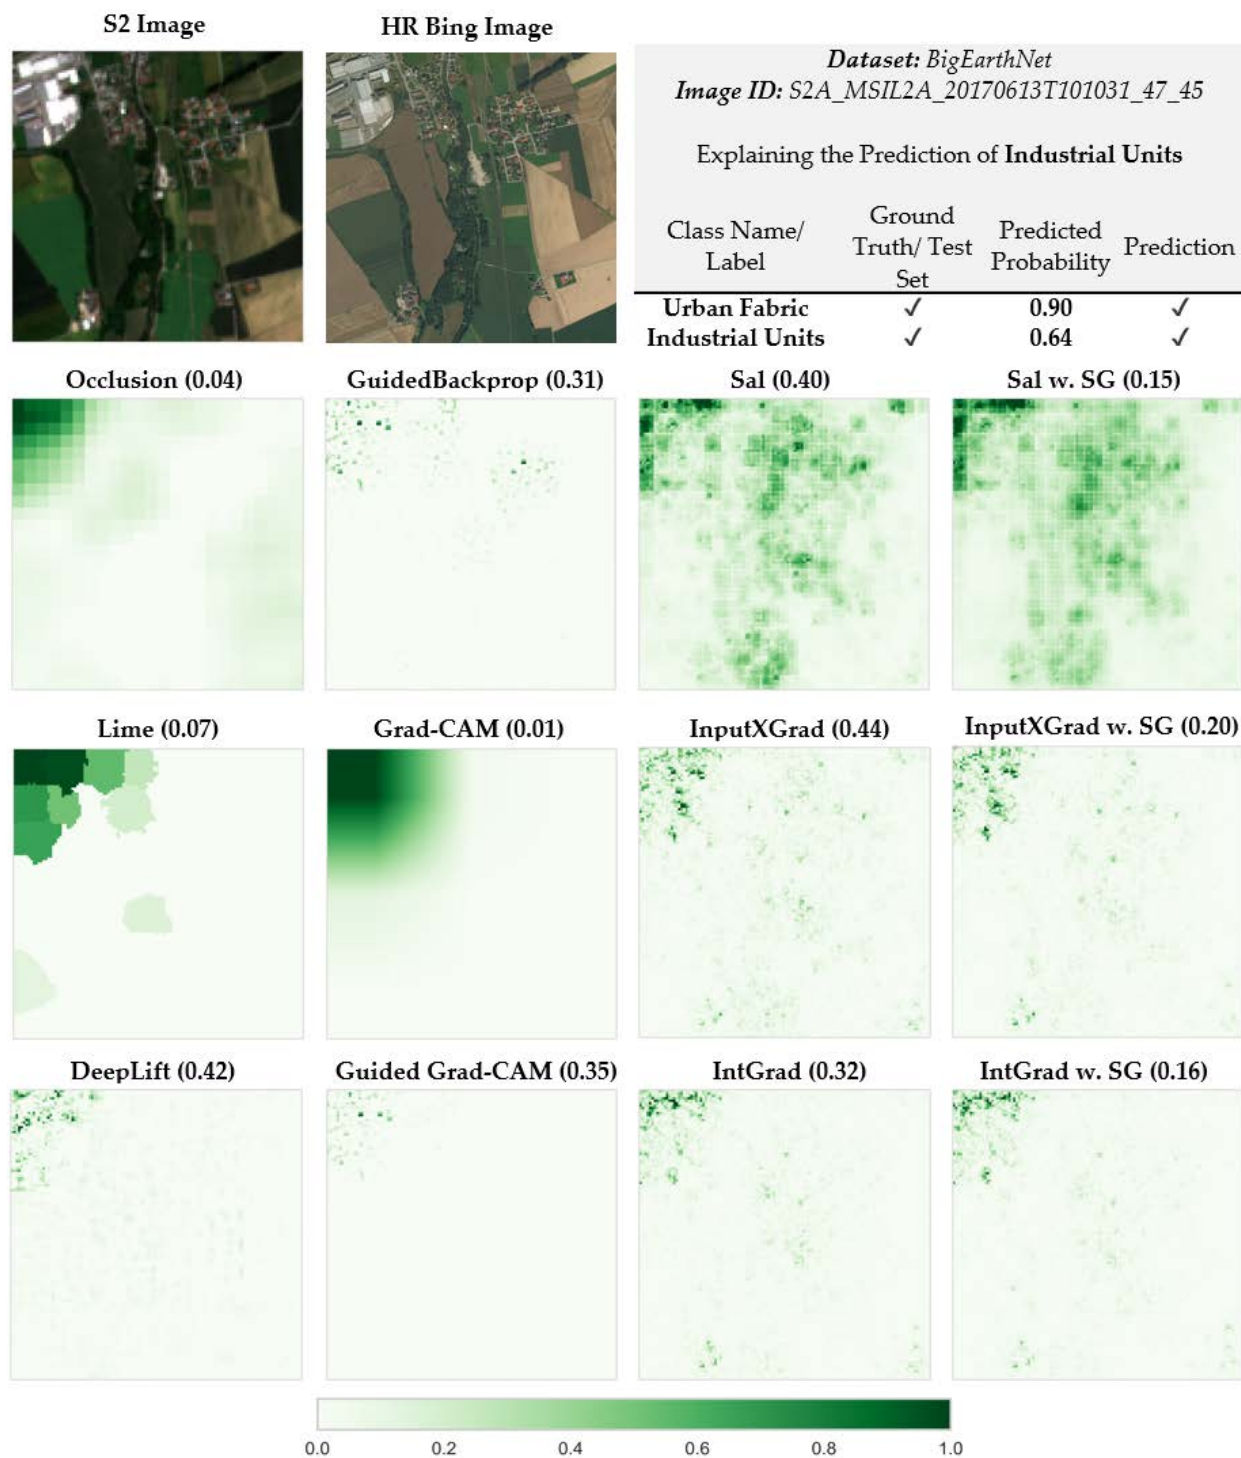 S2 Image
HR Bing Image
Dataset: BigEarthNet
Image ID: S2A_MSIL2A_20170613T101031_47_45
Explaining the Prediction of Industrial Units
Class Name/
Label
Ground
Truth/ Test
Set
Predicted
Probability
Prediction
Urban Fabric ✓ 0.90 ✓
Industrial Units ✓ 0.64 ✓
Occlusion (0.04)
GuidedBackprop (0.31)
Sal (0.40)
Sal w. SG (0.15)
Lime (0.07)
Grad-CAM (0.01)
InputXGrad (0.44)
InputXGrad w. SG (0.20)
DeepLift (0.42)
Guided Grad-CAM (0.35)
IntGrad (0.32)
IntGrad w. SG (0.16)
0.0 0.2 0.4 0.6 0.8 1.0